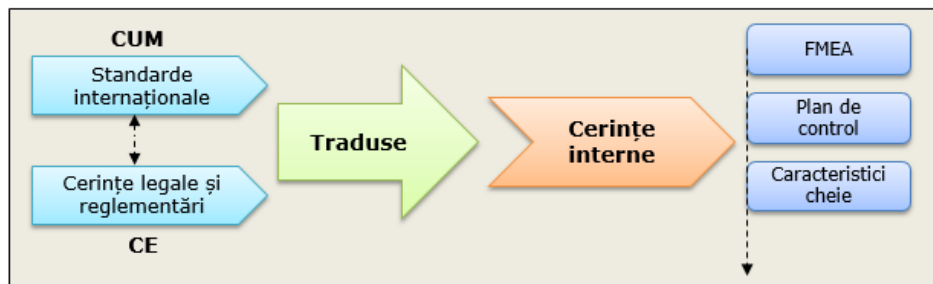 CUM
Standarde
internaționale
Cerințe legale și
reglementări
CE
Traduse
Cerințe
interne
FMEA
Plan de
control
Caracteristici
cheie